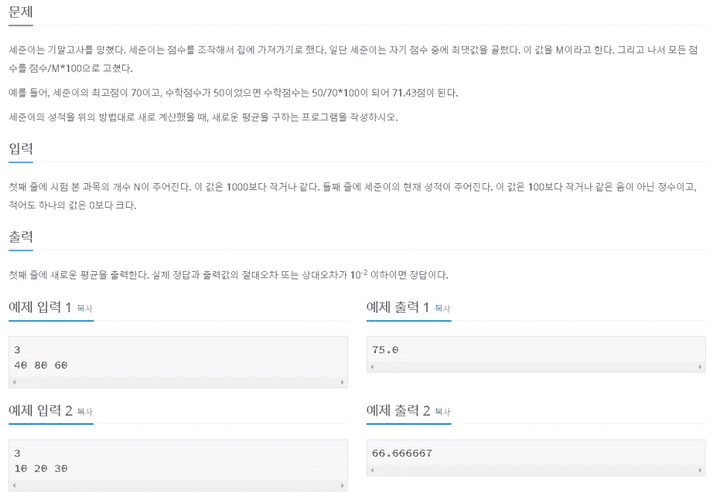 문제
세준이는 기말고사를 망쳤다. 세준이는 점수를 조작해서 집에 가져가기로 했다. 일단 세준이는 자기 점수 중에 최댓값을 골랐다. 이 값을 M이라고 한다. 그리고 나서 모든 점
수를 점수/M*100으로 고쳤다.
예를 들어, 세준이의 최고점이 70이고, 수학점수가 50이었으면 수학점수는 50/70*100이 되어 71.43점이 된다.
세준이의 성적을 위의 방법대로 새로 계산했을 때, 새로운 평균을 구하는 프로그램을 작성하시오.
입력
첫째 줄에 시험 본 과목의 개수 N이 주어진다. 이 값은 1000보다 작거나 같다. 둘째 줄에 세준이의 현재 성적이 주어진다. 이 값은 100보다 작거나 같은 음이 아닌 정수이고,
적어도 하나의 값은 0보다 크다.
출력
첫째 줄에 새로운 평균을 출력한다. 실제 정답과 출력값의 절대오차 또는 상대오차가 10-2 이하이면 정답이다.
예제 입력 1 복사
3
40 80 60
예제 출력 1 복사
75.0
예제 입력 2 복사
3
10 20 30
예제 출력 2 복사
66.666667